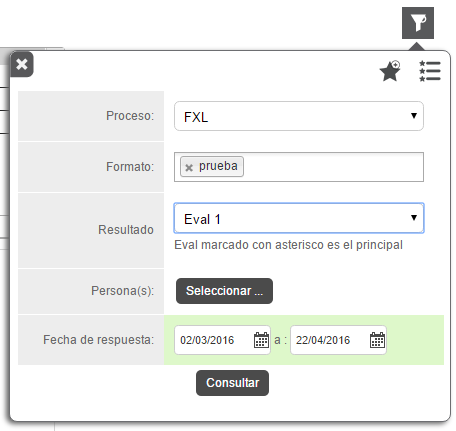 Proceso: FXL
Formato: prueba
Resultado Eval 1
Eval marcado con asterisco es el principal
Persona(s): Seleccionar ...
Fecha de respuesta: 02/03/2016 a : 22/04/2016
Consultar